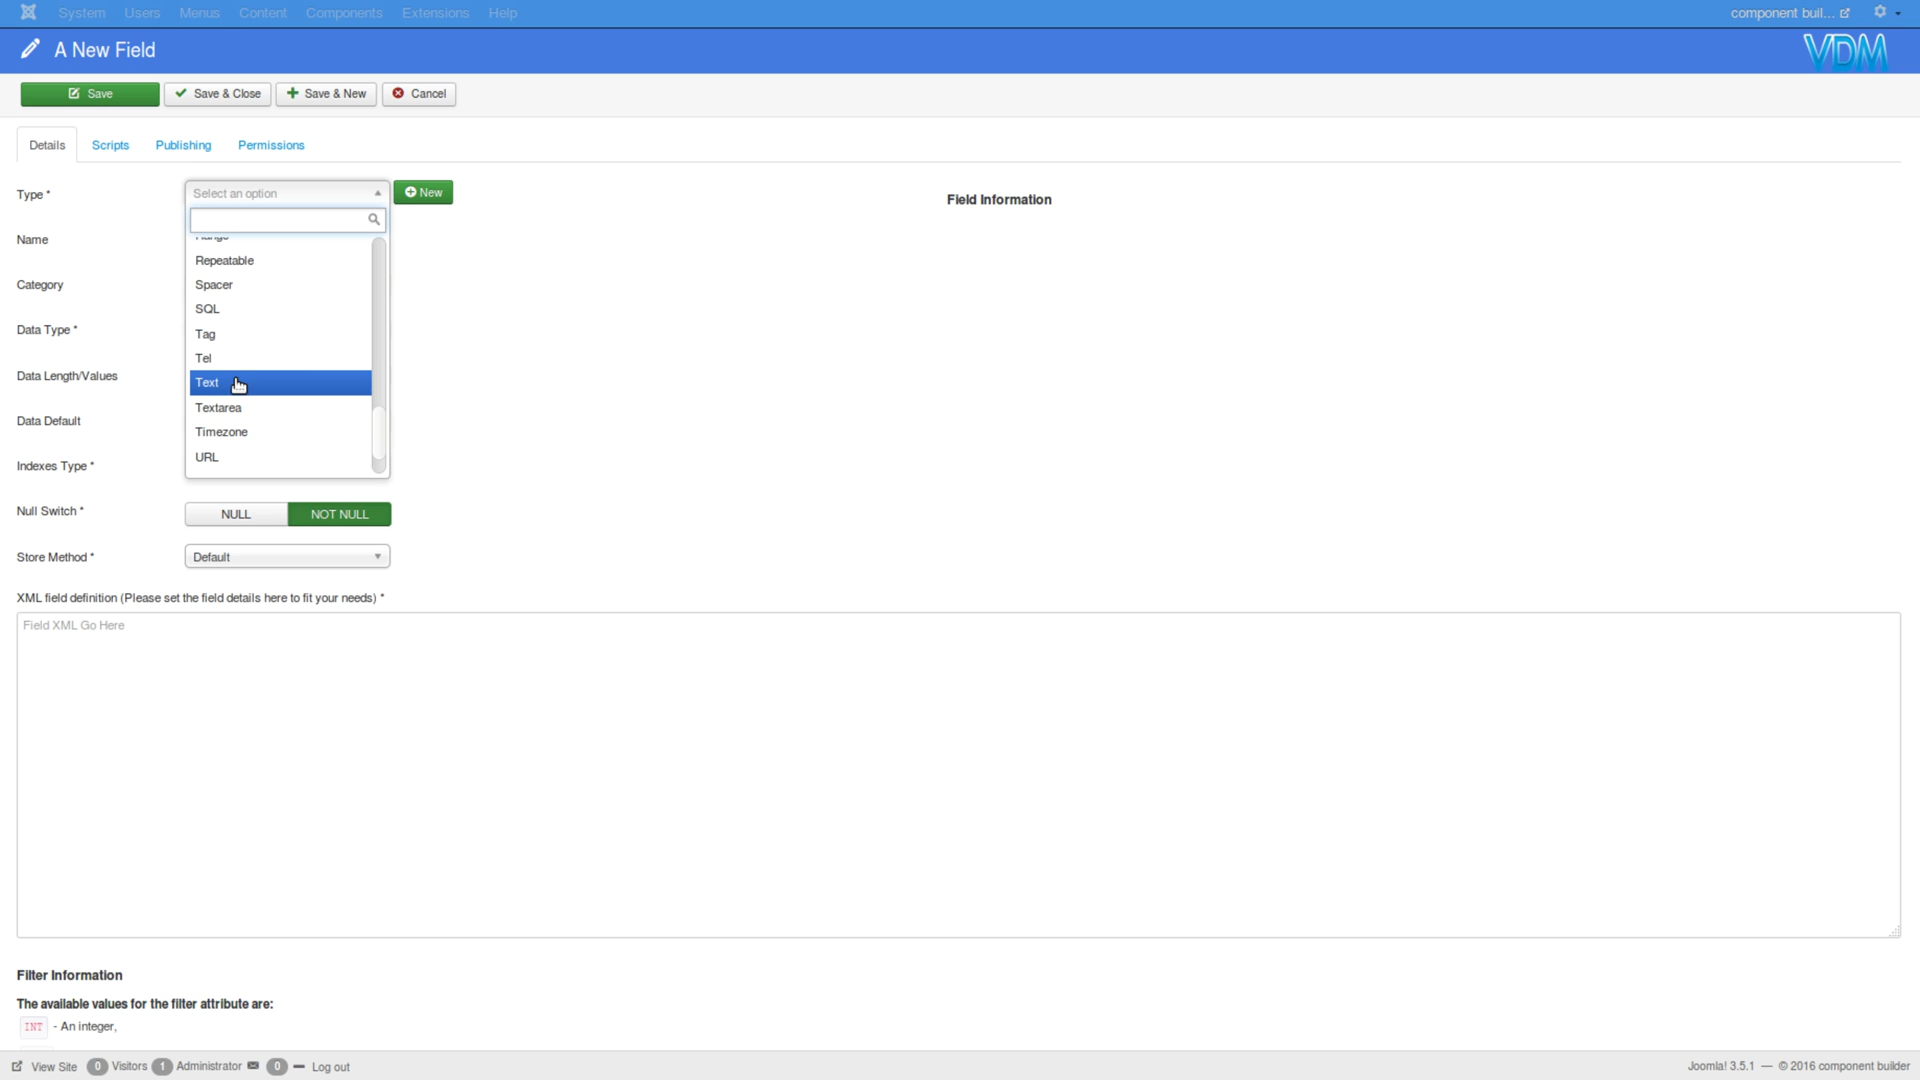 System Users Menus Content Components Extensions Help component buil...
A New Field VDM
Save Save & Close Save & New Cancel
Details Scripts Publishing Permissions
Type * Select an option New Field Information
Name
Repeatable
Category Spacer
SQL
Data Type * Tag
Tel
Data Length/Values Text
Textarea
Data Default
Timezone
Indexes Type * URL
Null Switch * NULL NOT NULL
Store Method * Default
XML field definition (Please set the field details here to fit your needs) *
Field XML Go Here
Filter Information
The available values for the filter attribute are:
INT - An integer,
View Site 0 Visitors 1 Administrator 0 Log out Joomla! 3.5.1 — © 2016 component builder